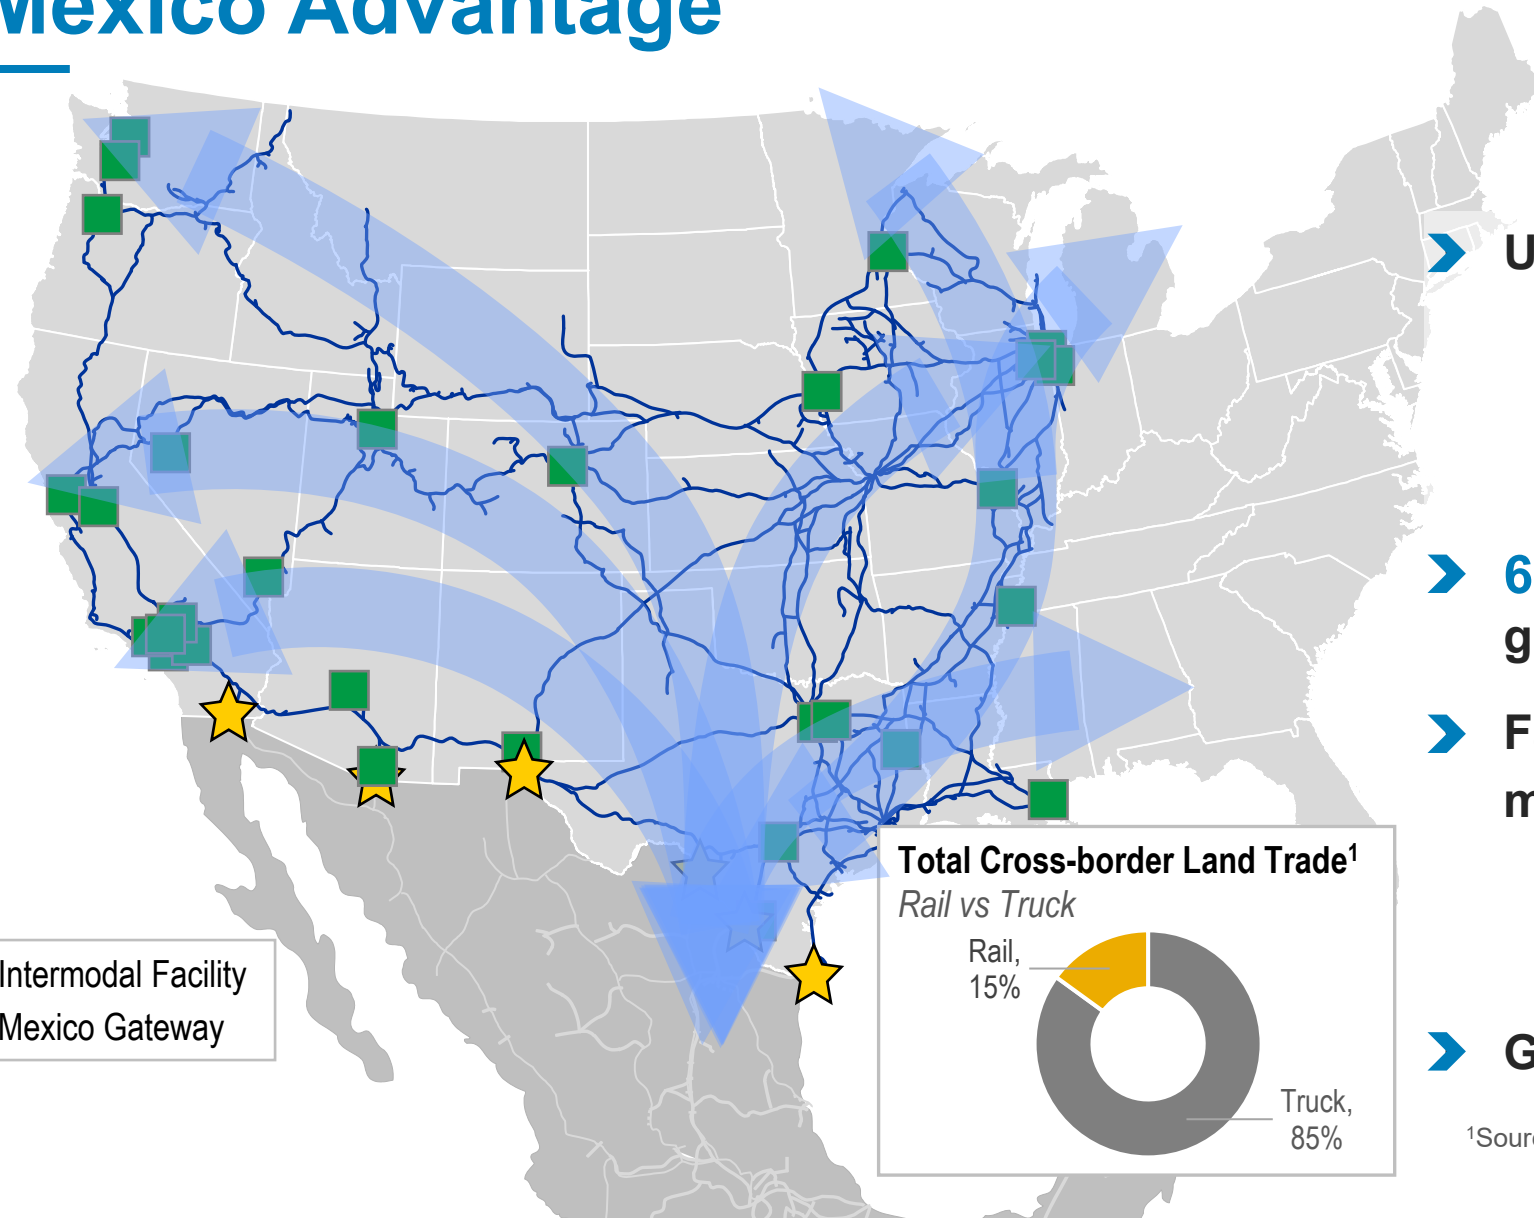 Mexico Advantage
U
6
g
F
m
G
Total Cross-border Land Trade¹
Rail vs Truck
Rail,
15%
Truck,
85%
Intermodal Facility
Mexico Gateway